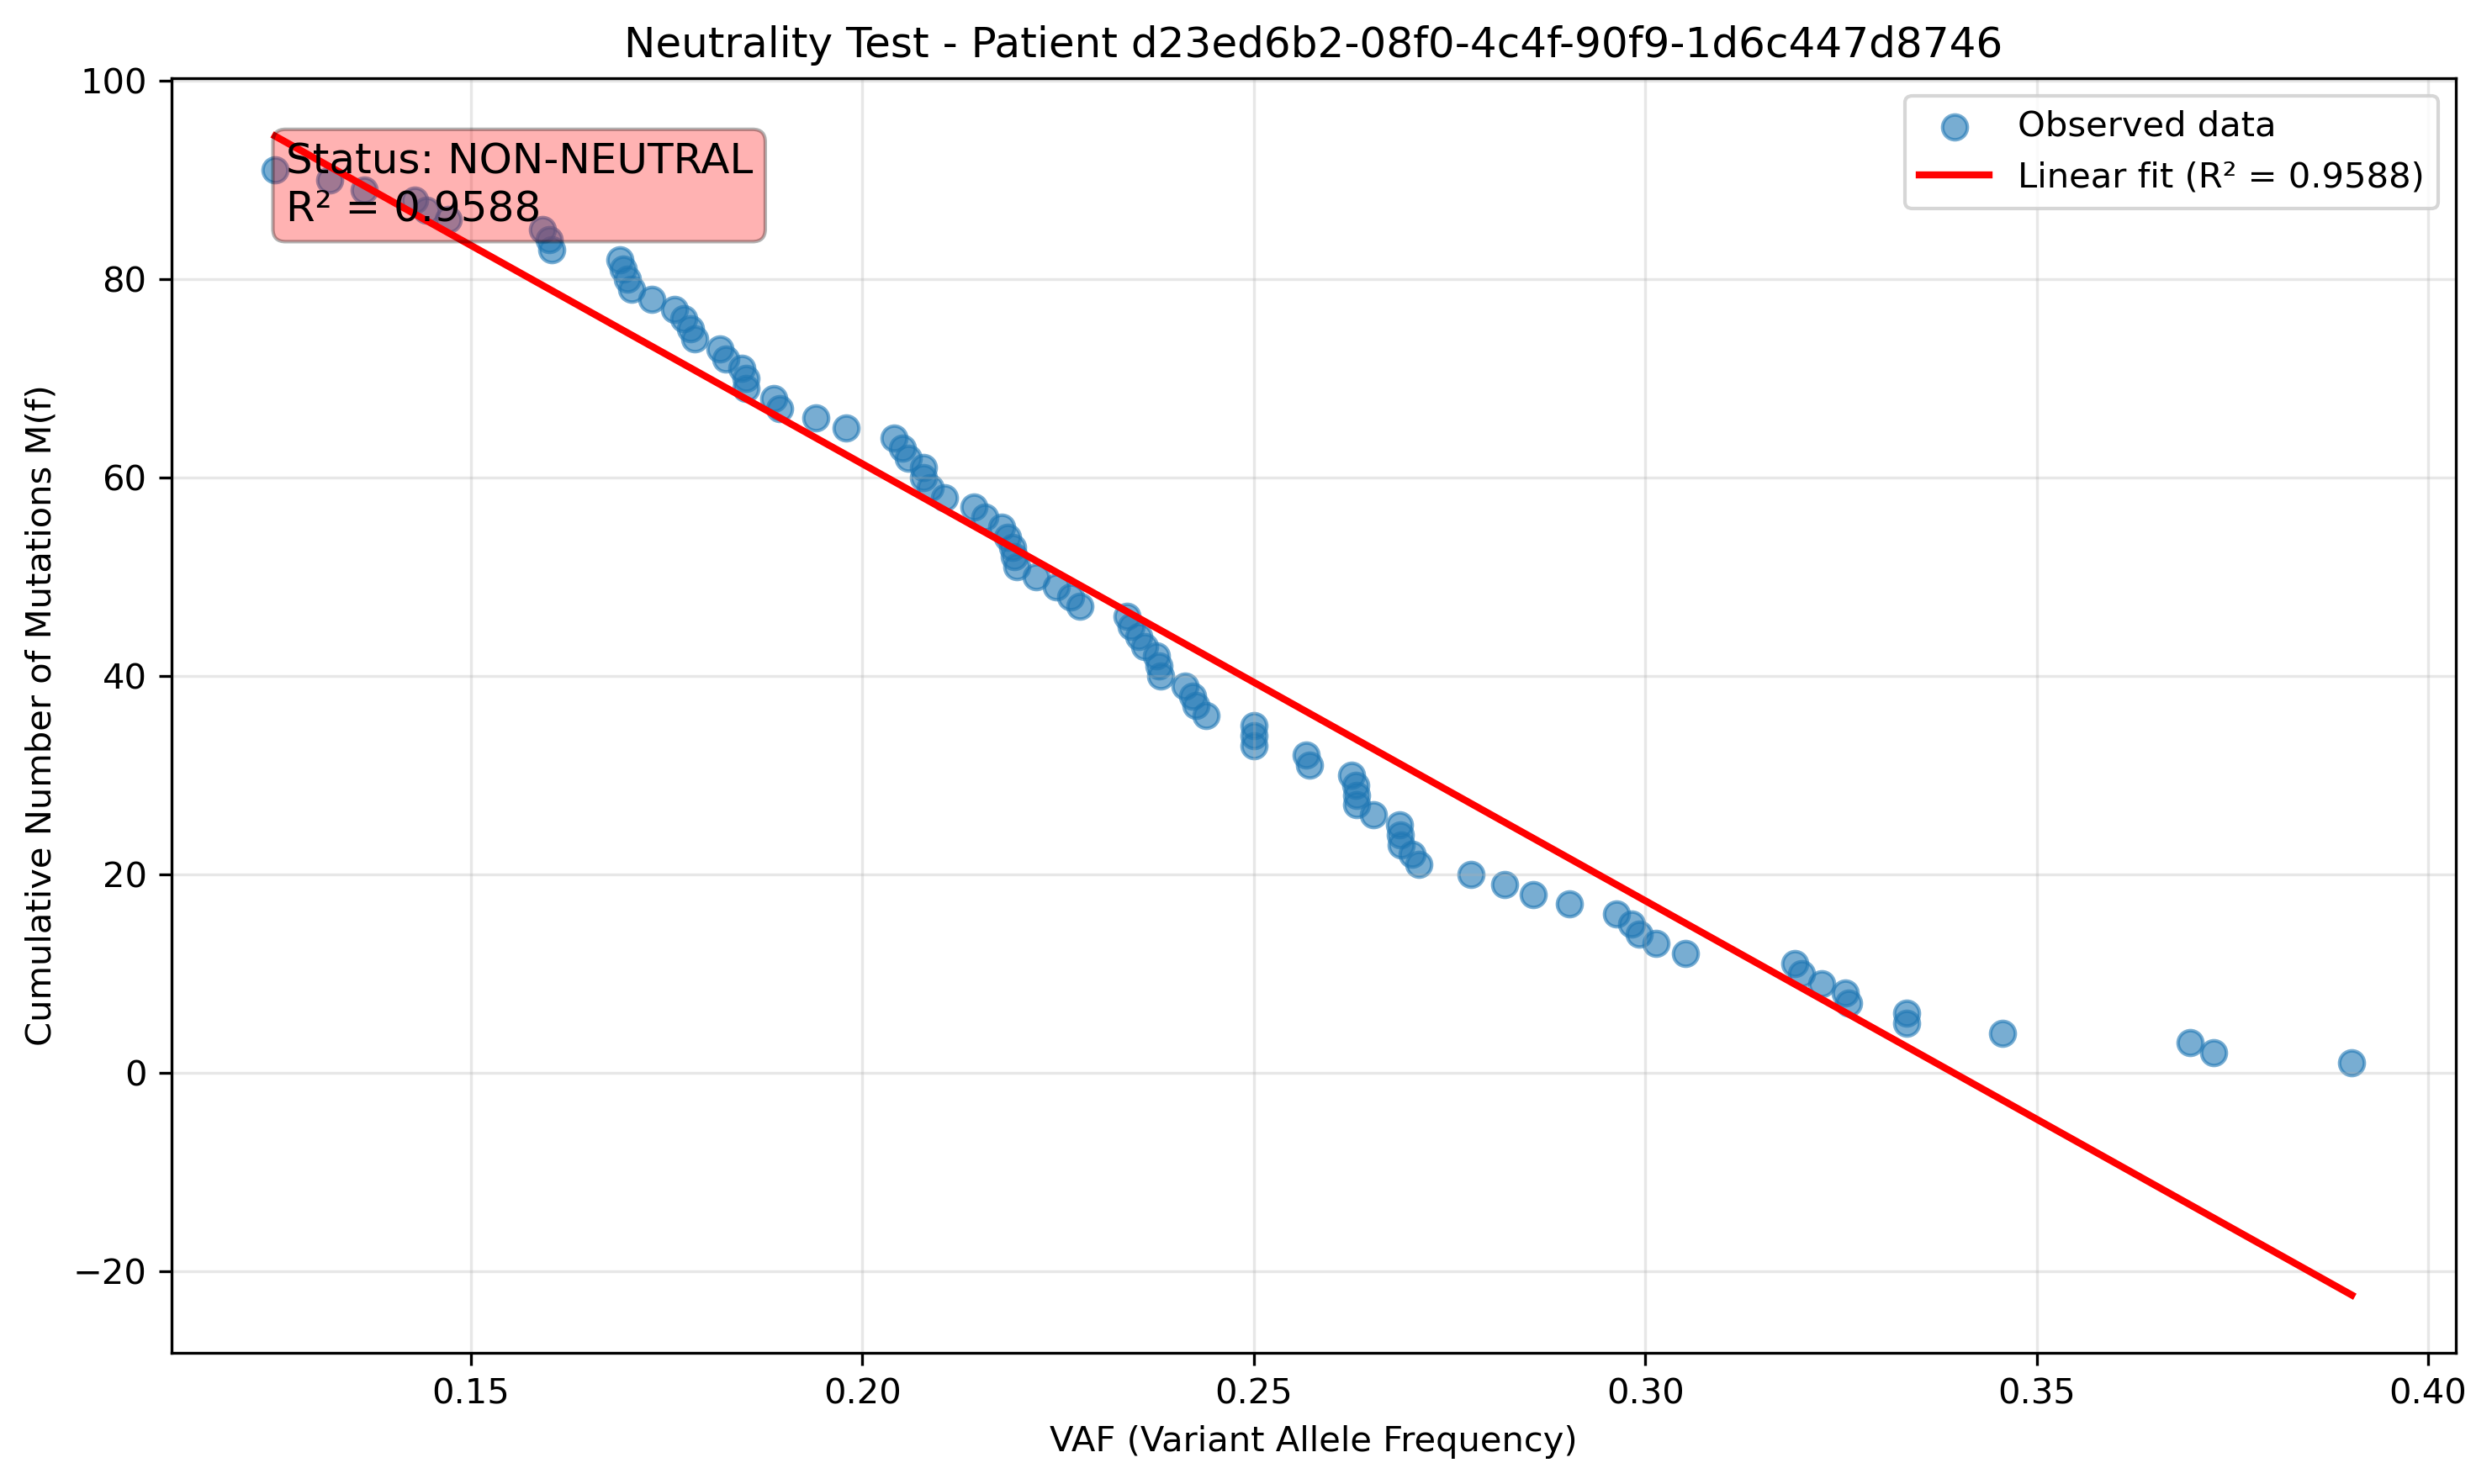 Neutrality Test - Patient d23ed6b2-08f0-4c4f-90f9-1d6c447d8746
Status: NON-NEUTRAL
R² = 0.9588
Observed data
Linear fit (R² = 0.9588)
Cumulative Number of Mutations M(f)
100
80
60
40
20
0
−20
0.15
0.20
0.25
0.30
0.35
0.40
VAF (Variant Allele Frequency)